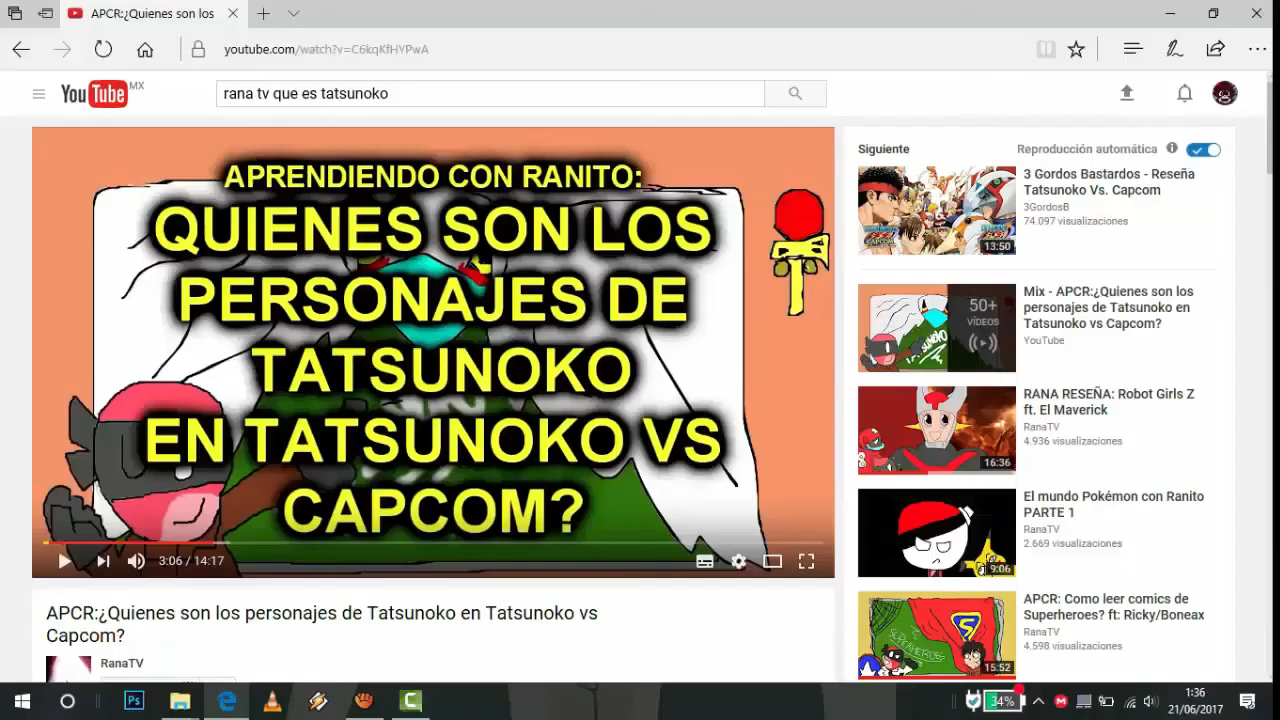 APCR:¿Quienes son los
youtube.com/watch?v=C6kqKfHYPwA
YouTube MX
rana tv que es tatsunoko
APRENDIENDO CON RANITO:
QUIENES SON LOS
PERSONAJES DE
TATSUNOKO
EN TATSUNOKO VS
CAPCOM?
3:06 / 14:17
APCR:¿Quienes son los personajes de Tatsunoko en Tatsunoko vs
Capcom?
RanaTV
Siguiente
Reproducción automática
3 Gordos Bastardos - Reseña
Tatsunoko Vs. Capcom
3GordosB
74.097 visualizaciones
13:50
Mix - APCR:¿Quienes son los
personajes de Tatsunoko en
Tatsunoko vs Capcom?
YouTube
50+
VÍDEOS
RANA RESEÑA: Robot Girls Z
ft. El Maverick
RanaTV
4.936 visualizaciones
16:36
El mundo Pokémon con Ranito
PARTE 1
RanaTV
2.669 visualizaciones
9:06
APCR: Como leer comics de
Superheroes? ft: Ricky/Boneax
RanaTV
4.598 visualizaciones
15:52
Ps
34%
1:36
21/06/2017